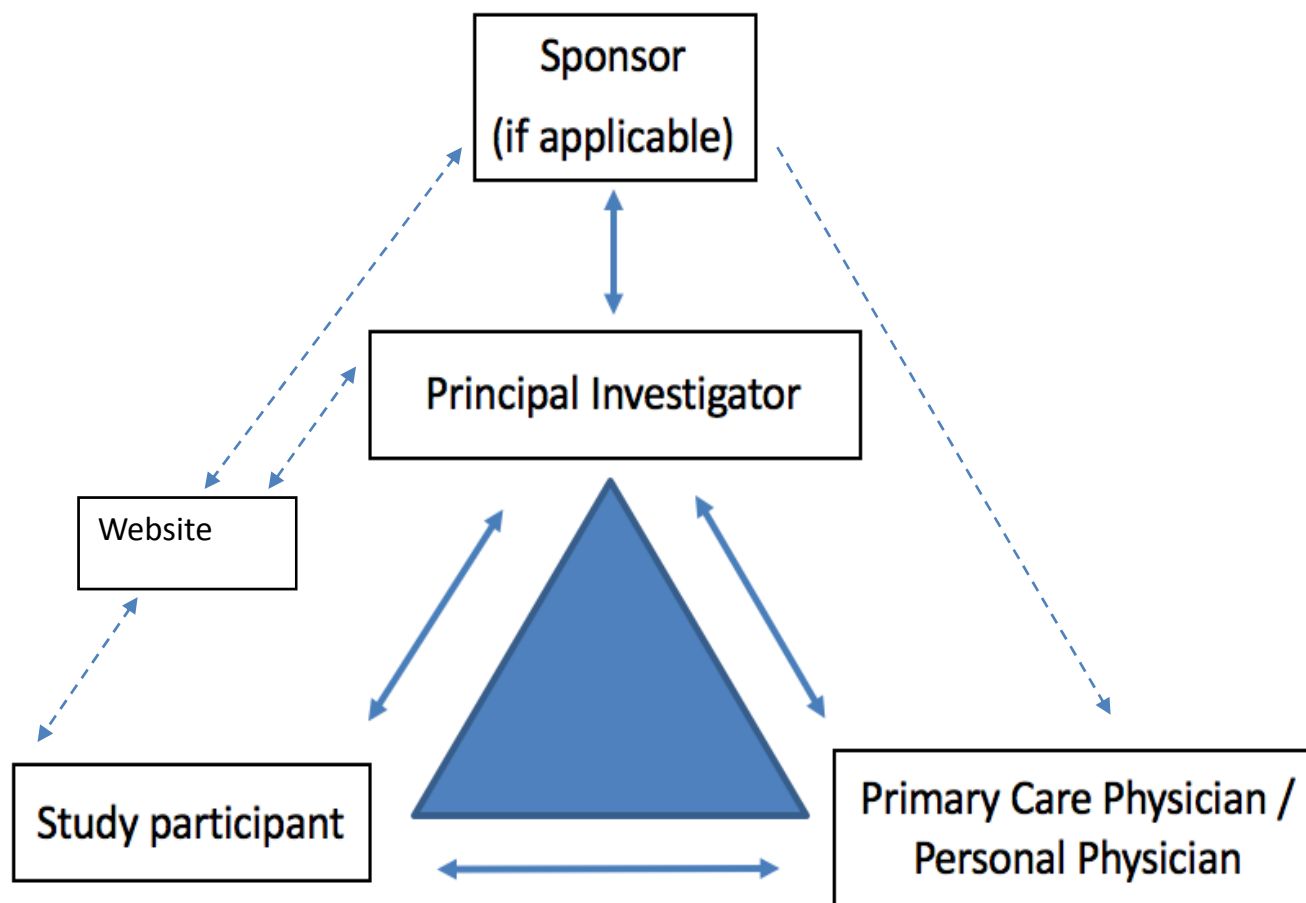 Sponsor
(if applicable)
Principal Investigator
Website
Study participant
Primary Care Physician /
Personal Physician